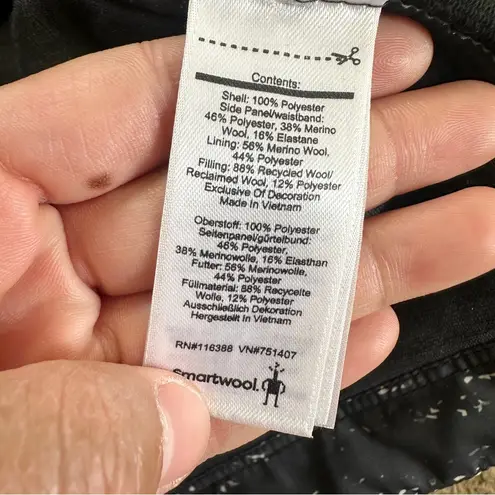 Contents:
Shell: 100% Polyester
Side Panel/waistband:
46% Polyester, 38% Merino
Wool, 16% Elastane
Lining: 56% Merino Wool,
44% Polyester
Filling: 88% Recycled Wool/
Reclaimed Wool, 12% Polyester
Exclusive Of Decoration
Made In Vietnam
Oberstoff: 100% Polyester
Seitenpanel/gürtelbund:
46% Polyester,
38% Merinowolle, 16% Elasthan
Futter: 56% Merinowolle,
44% Polyester
Füllmaterial: 88% Recycelte
Wolle, 12% Polyester
Ausschließlich Dekoration
Hergestellt In Vietnam
RN#116388 VN#751407
Smartwool.